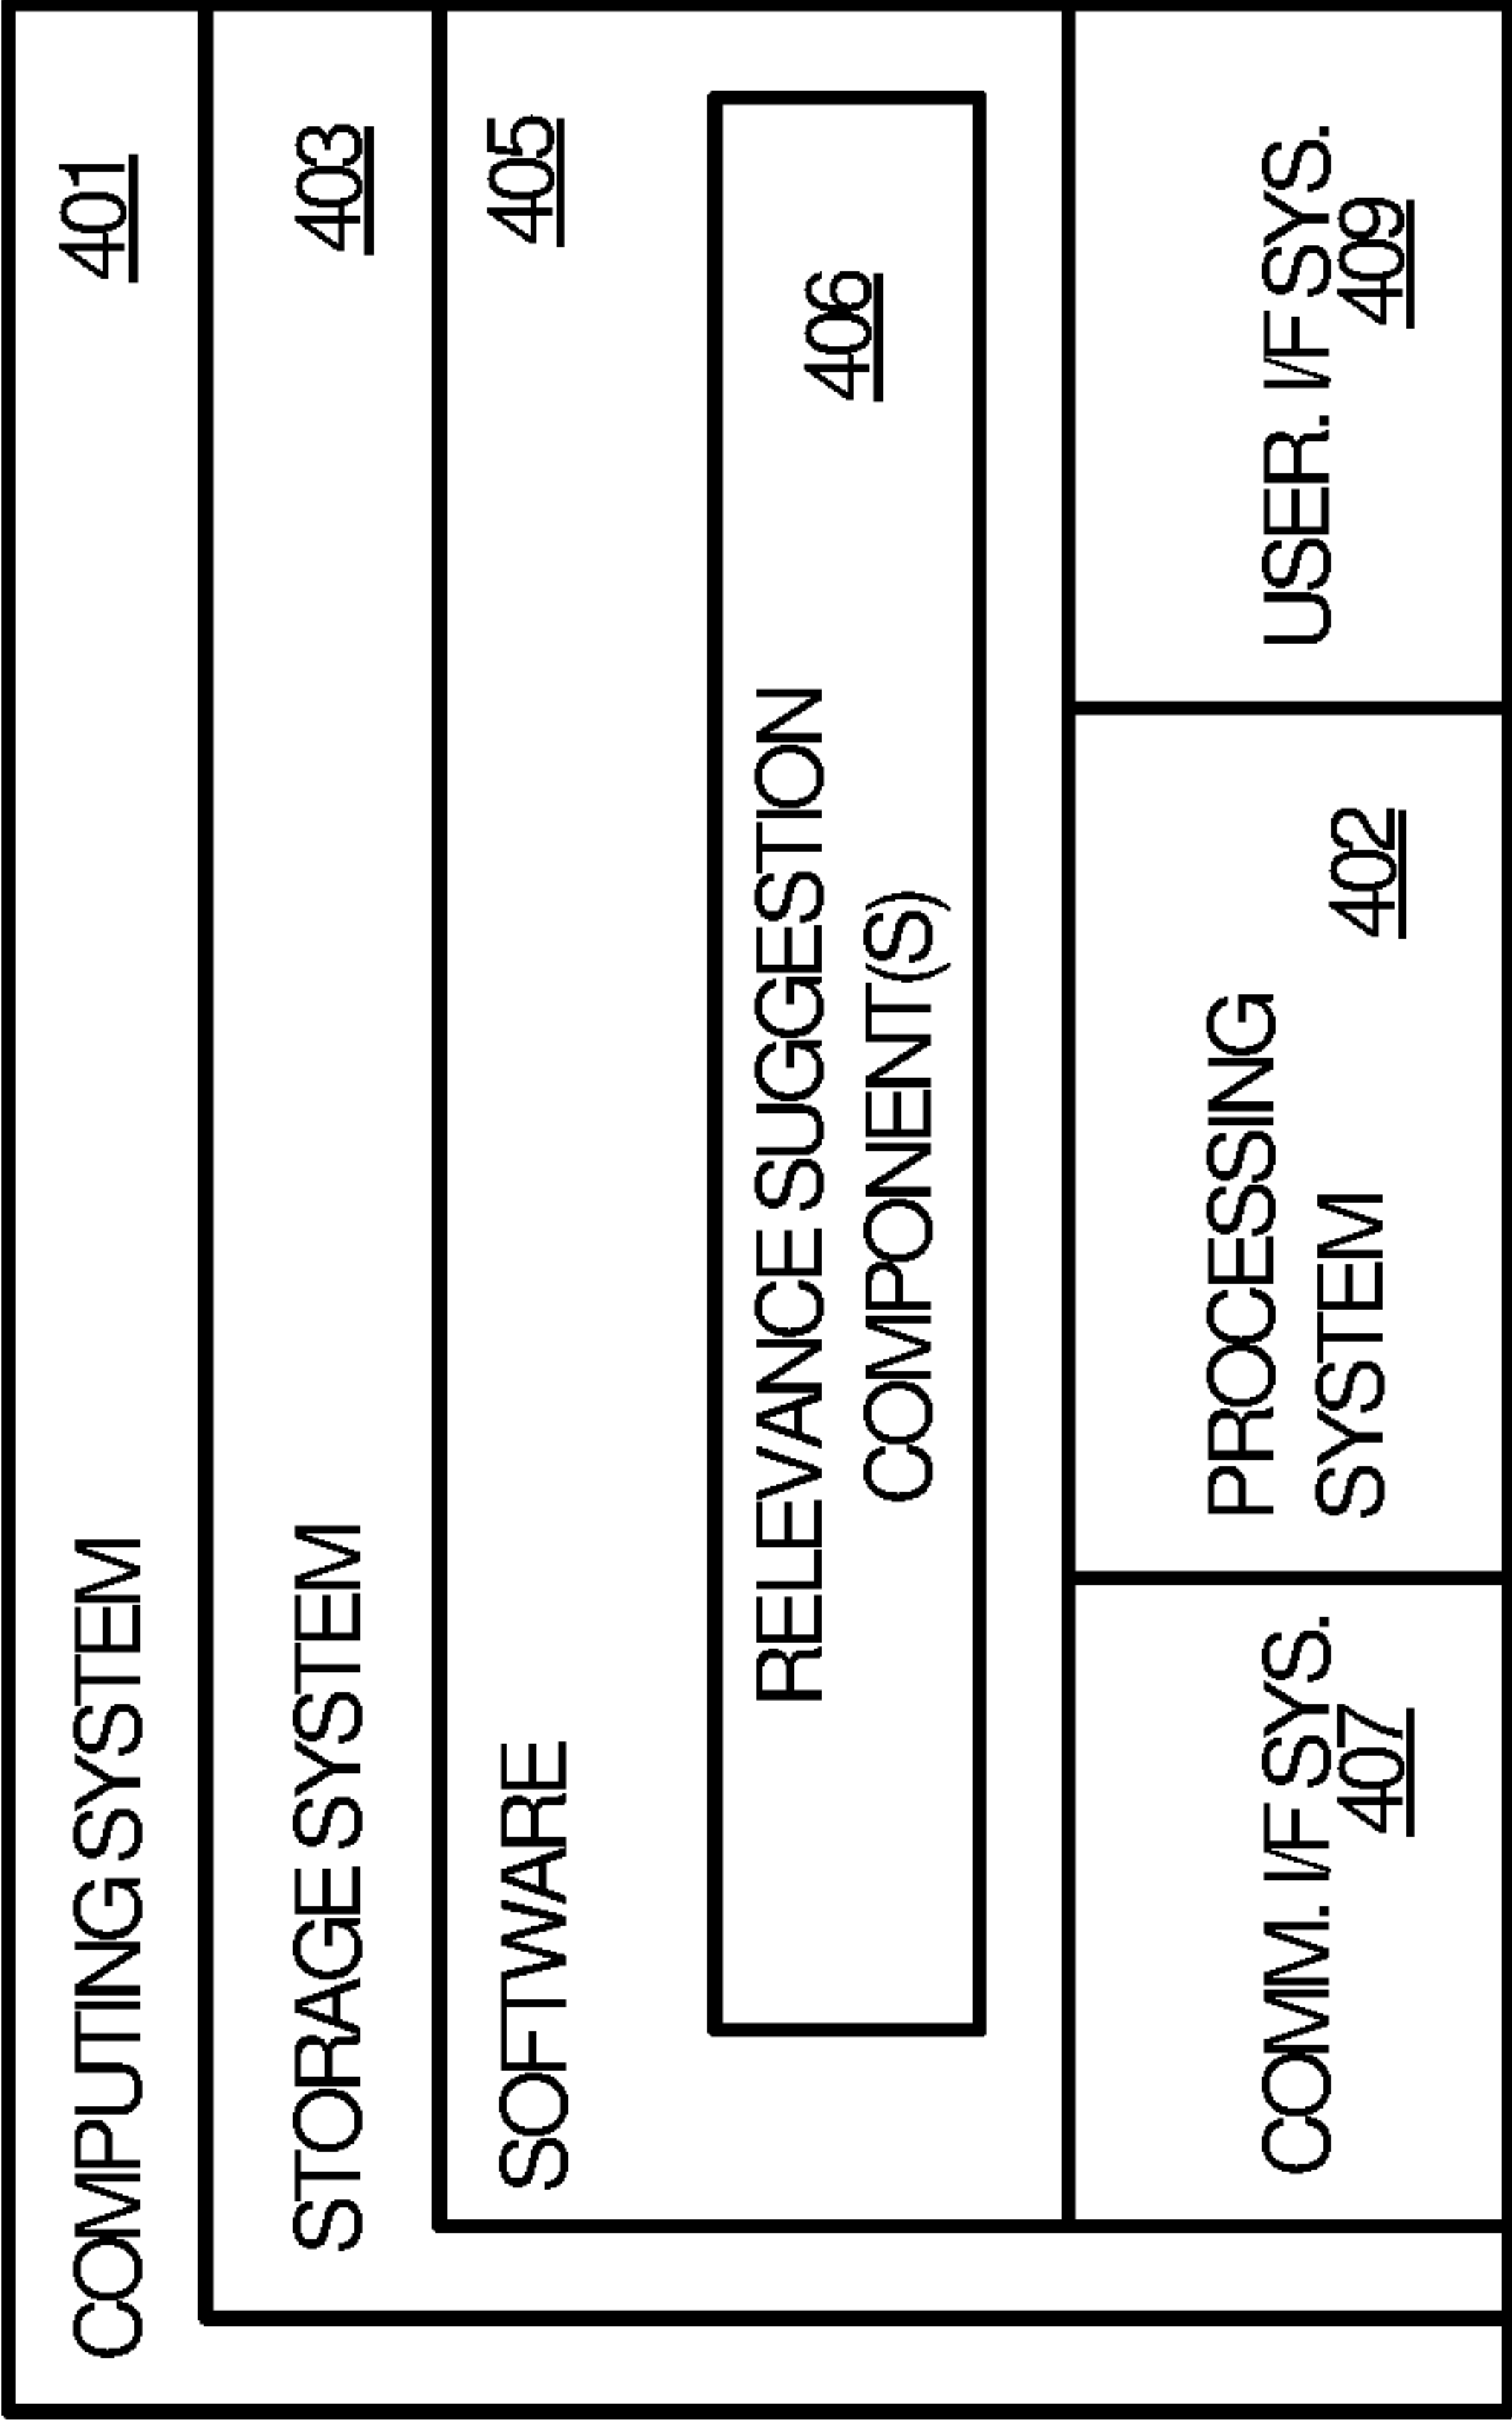 COMPUTING SYSTEM 401
STORAGE SYSTEM 403
SOFTWARE 405
RELEVANCE SUGGESTION
COMPONENT(S)
406
COMM. I/F SYS.
407
PROCESSING
SYSTEM
402
USER. I/F SYS.
409